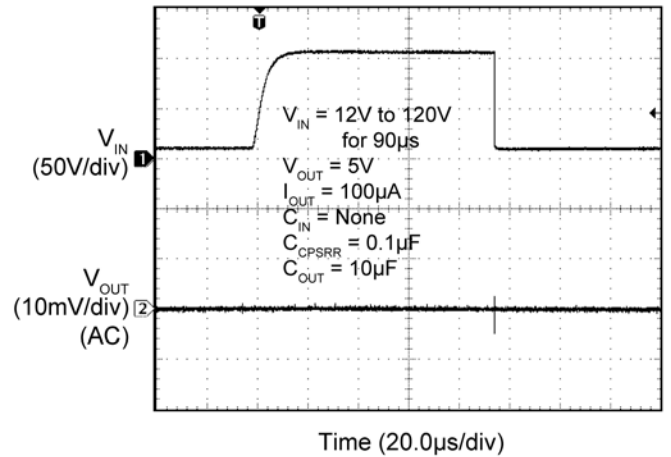 T
V_IN = 12V to 120V
for 90µs
V_IN
(50V/div)
1
V_OUT = 5V
I_OUT = 100µA
C_IN = None
C_CPSRR = 0.1µF
C_OUT = 10µF
V_OUT
(10mV/div)
2
(AC)
Time (20.0µs/div)